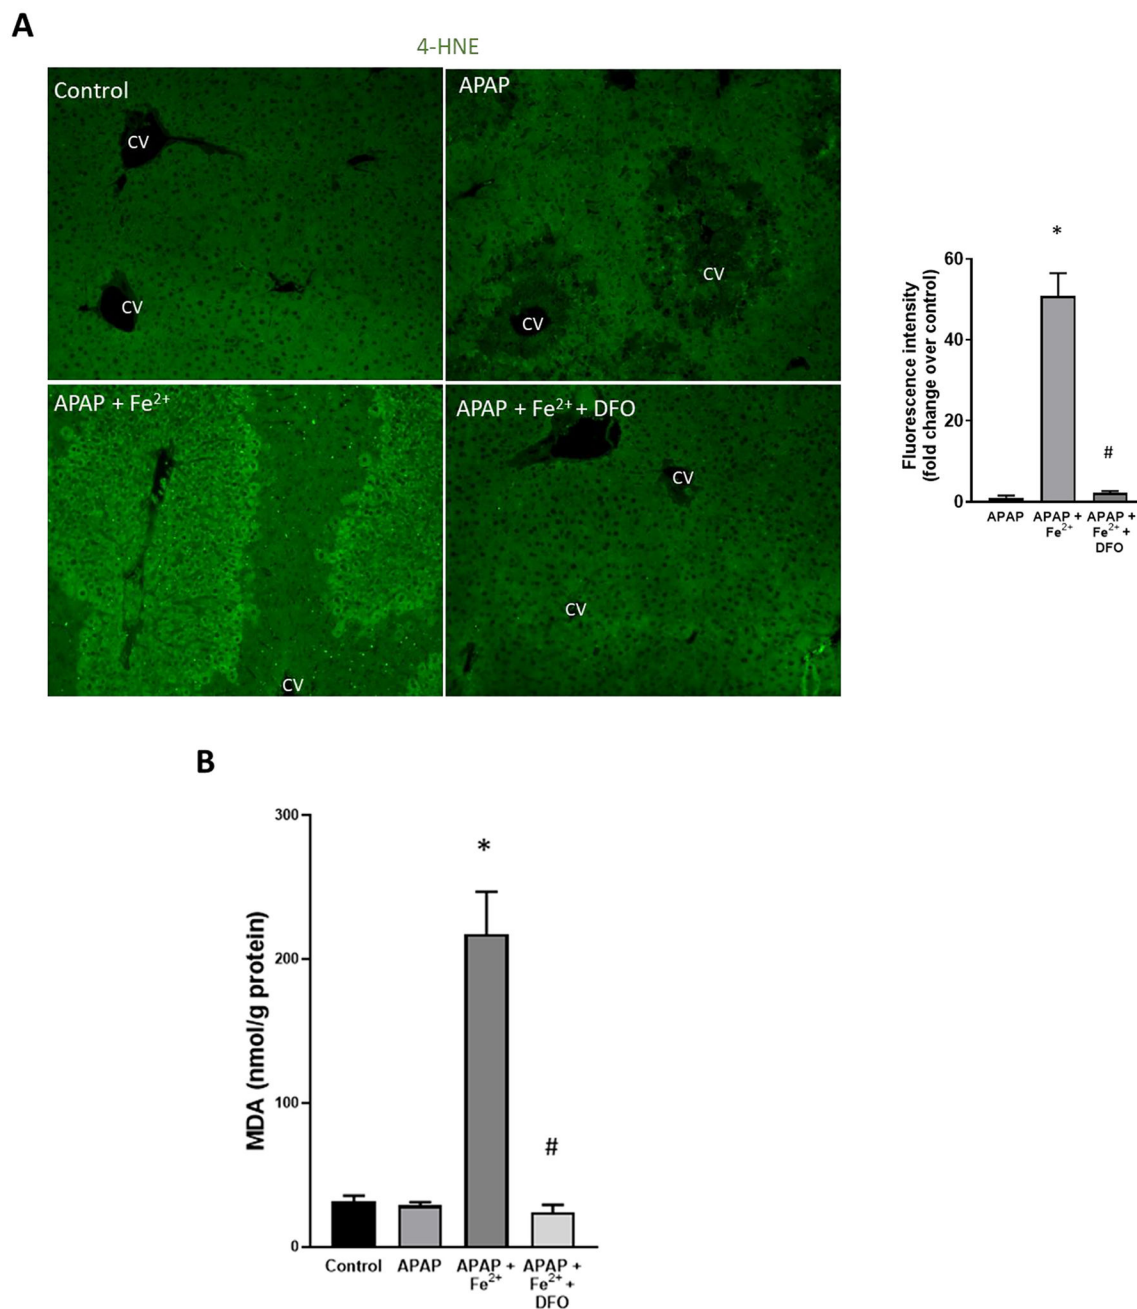 A
4-HNE
Control
CV
CV
APAP
CV
CV
APAP + Fe²⁺
CV
APAP + Fe²⁺ + DFO
CV
CV
Fluorescence intensity
(fold change over control)
60
40
20
0
*
#
APAP
APAP +
Fe²⁺
APAP +
Fe²⁺ +
DFO
B
MDA (nmol/g protein)
300
200
100
0
*
#
Control
APAP
APAP +
Fe²⁺
APAP +
Fe²⁺ +
DFO